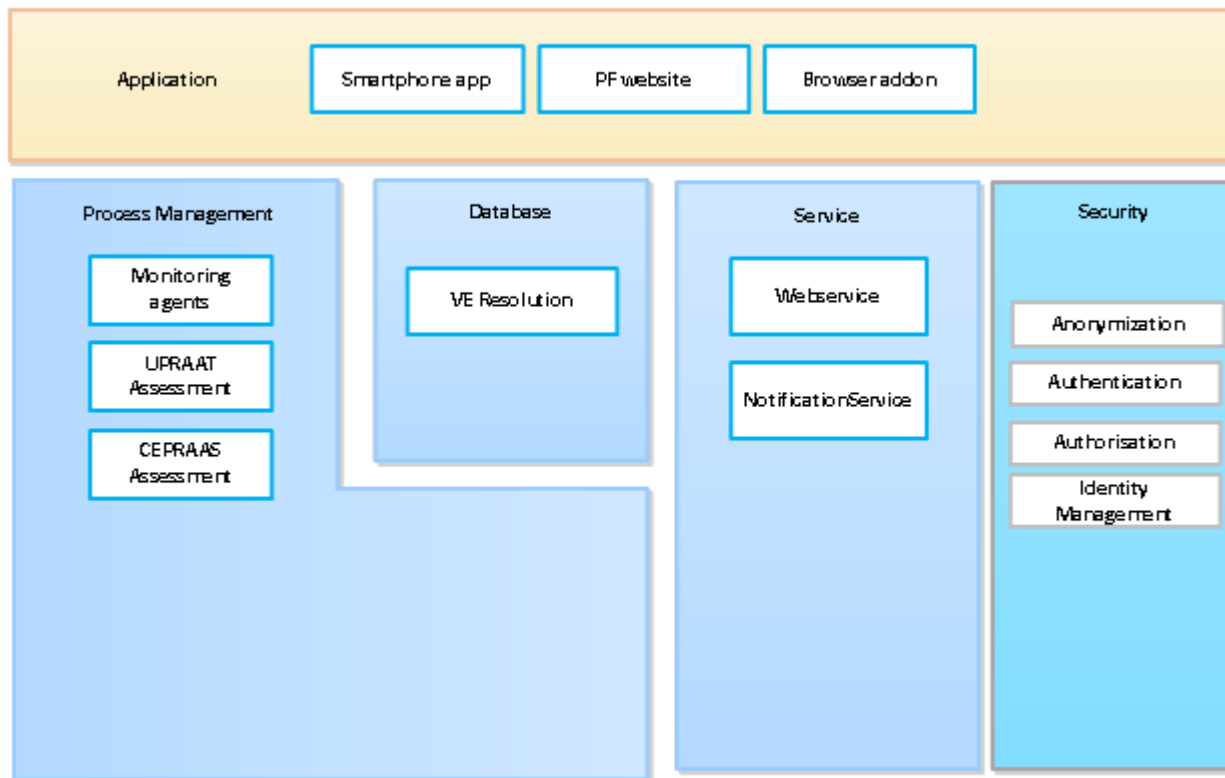 Application
Smartphone app
PF website
Browser addon
Process Management
Monitoring
agents
UPRAAT
Assessment
CEPRAAS
Assessment
Database
VE Resolution
Service
Webservice
NotificationService
Security
Anonymization
Authentication
Authorisation
Identity
Management